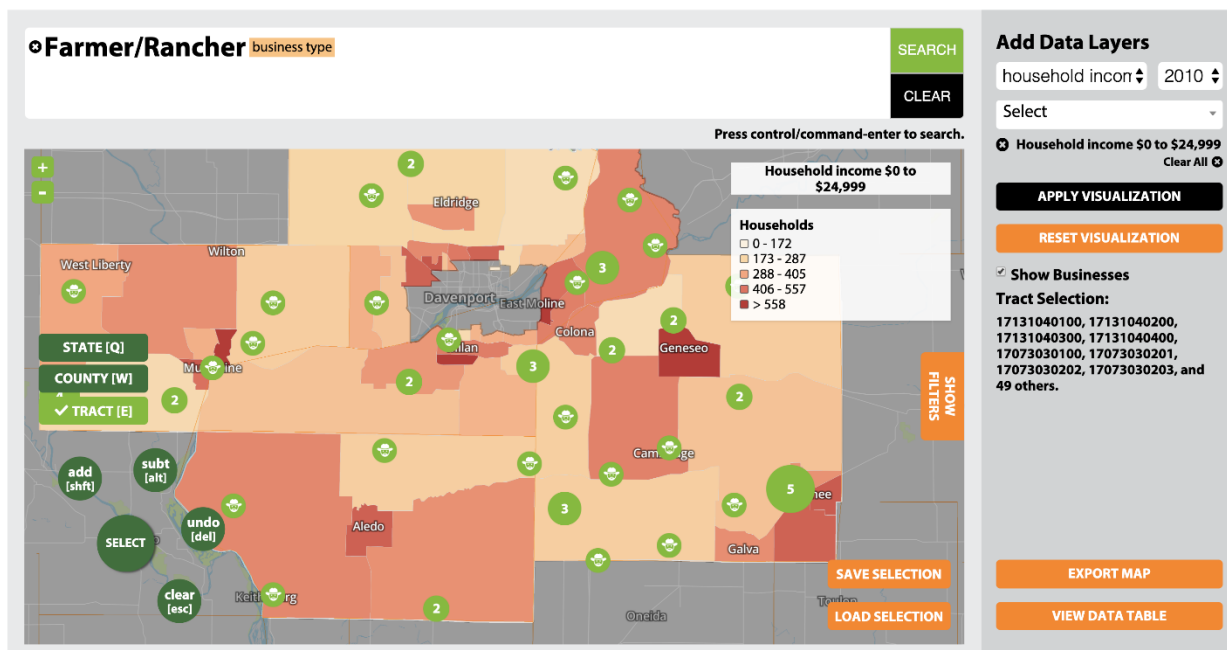 Farmer/Rancher business type
SEARCH
CLEAR
Press control/command-enter to search.
+
-
2
Eldridge
Household income $0 to
$24,999
Households
0 - 172
173 - 287
288 - 405
406 - 557
> 558
Wilton
West Liberty
3
Davenport
East Moline
2
Colona
STATE [Q]
2
Geneseo
3
COUNTY [W]
2
2
2
TRACT [E]
SHOW
FILTERS
add
[shft]
subt
[alt]
5
3
undo
[del]
Aledo
SELECT
Galva
SAVE SELECTION
clear
[esc]
2
LOAD SELECTION
Oneida
Add Data Layers
household incon
2010
Select
Household income $0 to $24,999
Clear All
APPLY VISUALIZATION
RESET VISUALIZATION
Show Businesses
Tract Selection:
17131040100, 17131040200,
17131040300, 17131040400,
17073030100, 17073030201,
17073030202, 17073030203, and
49 others.
EXPORT MAP
VIEW DATA TABLE